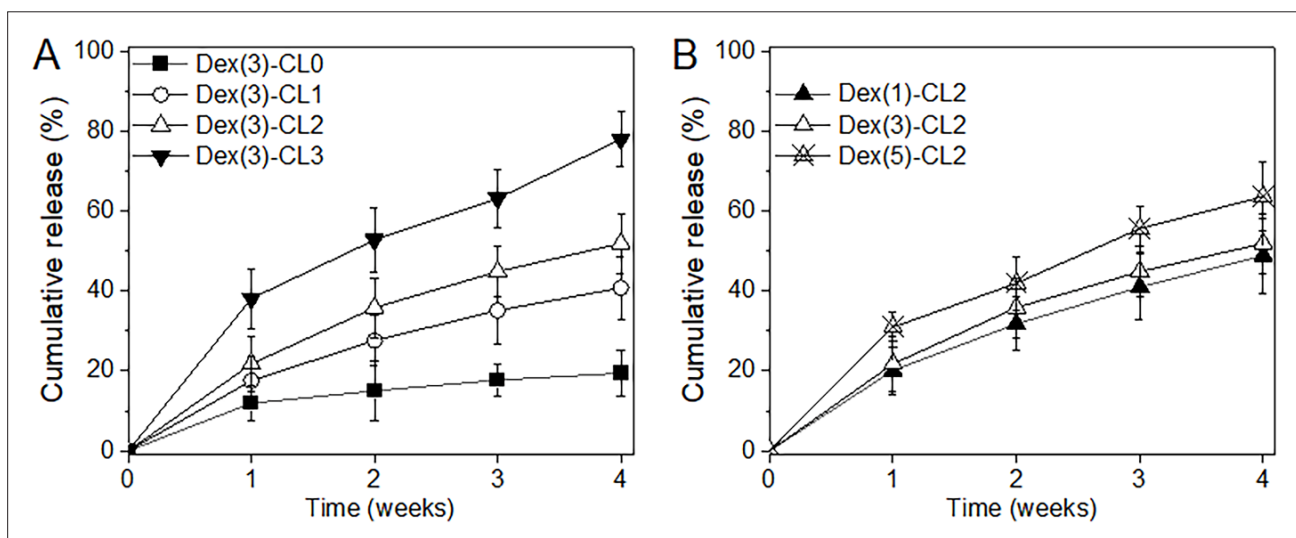 A
Dex(3)-CL0
Dex(3)-CL1
Dex(3)-CL2
Dex(3)-CL3
Cumulative release (%)
100
80
60
40
20
0
0 1 2 3 4
Time (weeks)
B
Dex(1)-CL2
Dex(3)-CL2
Dex(5)-CL2
Cumulative release (%)
100
80
60
40
20
0
0 1 2 3 4
Time (weeks)